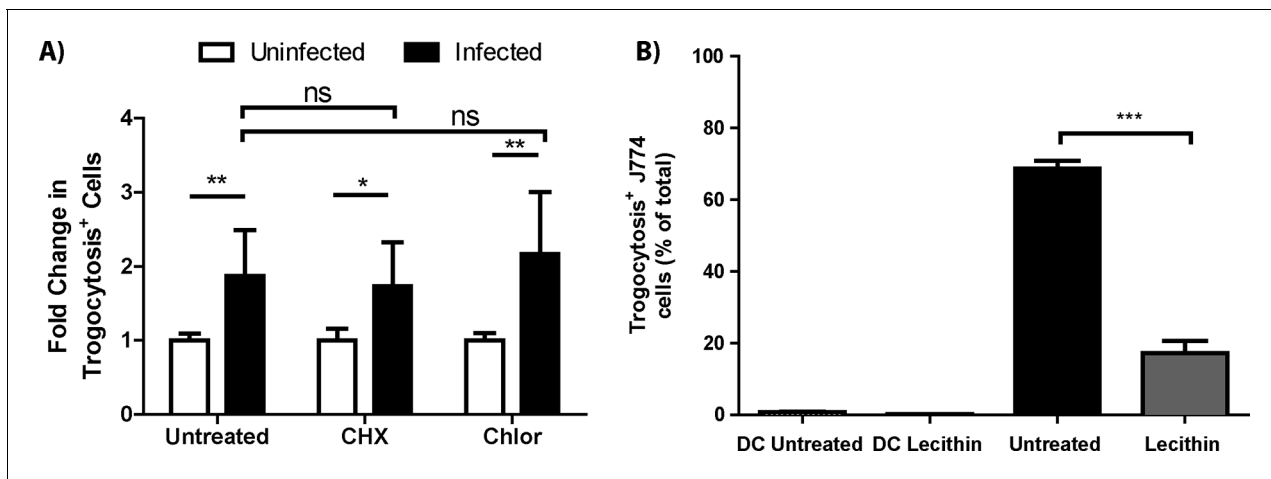 A)
Uninfected
Infected
ns
ns
**
*
**
4
3
2
1
0
Fold Change in
Trogocytosis⁺ Cells
Untreated
CHX
Chlor
B)
100
80
60
40
20
0
Trogocytosis⁺ J774
cells (% of total)
***
DC Untreated
DC Lecithin
Untreated
Lecithin